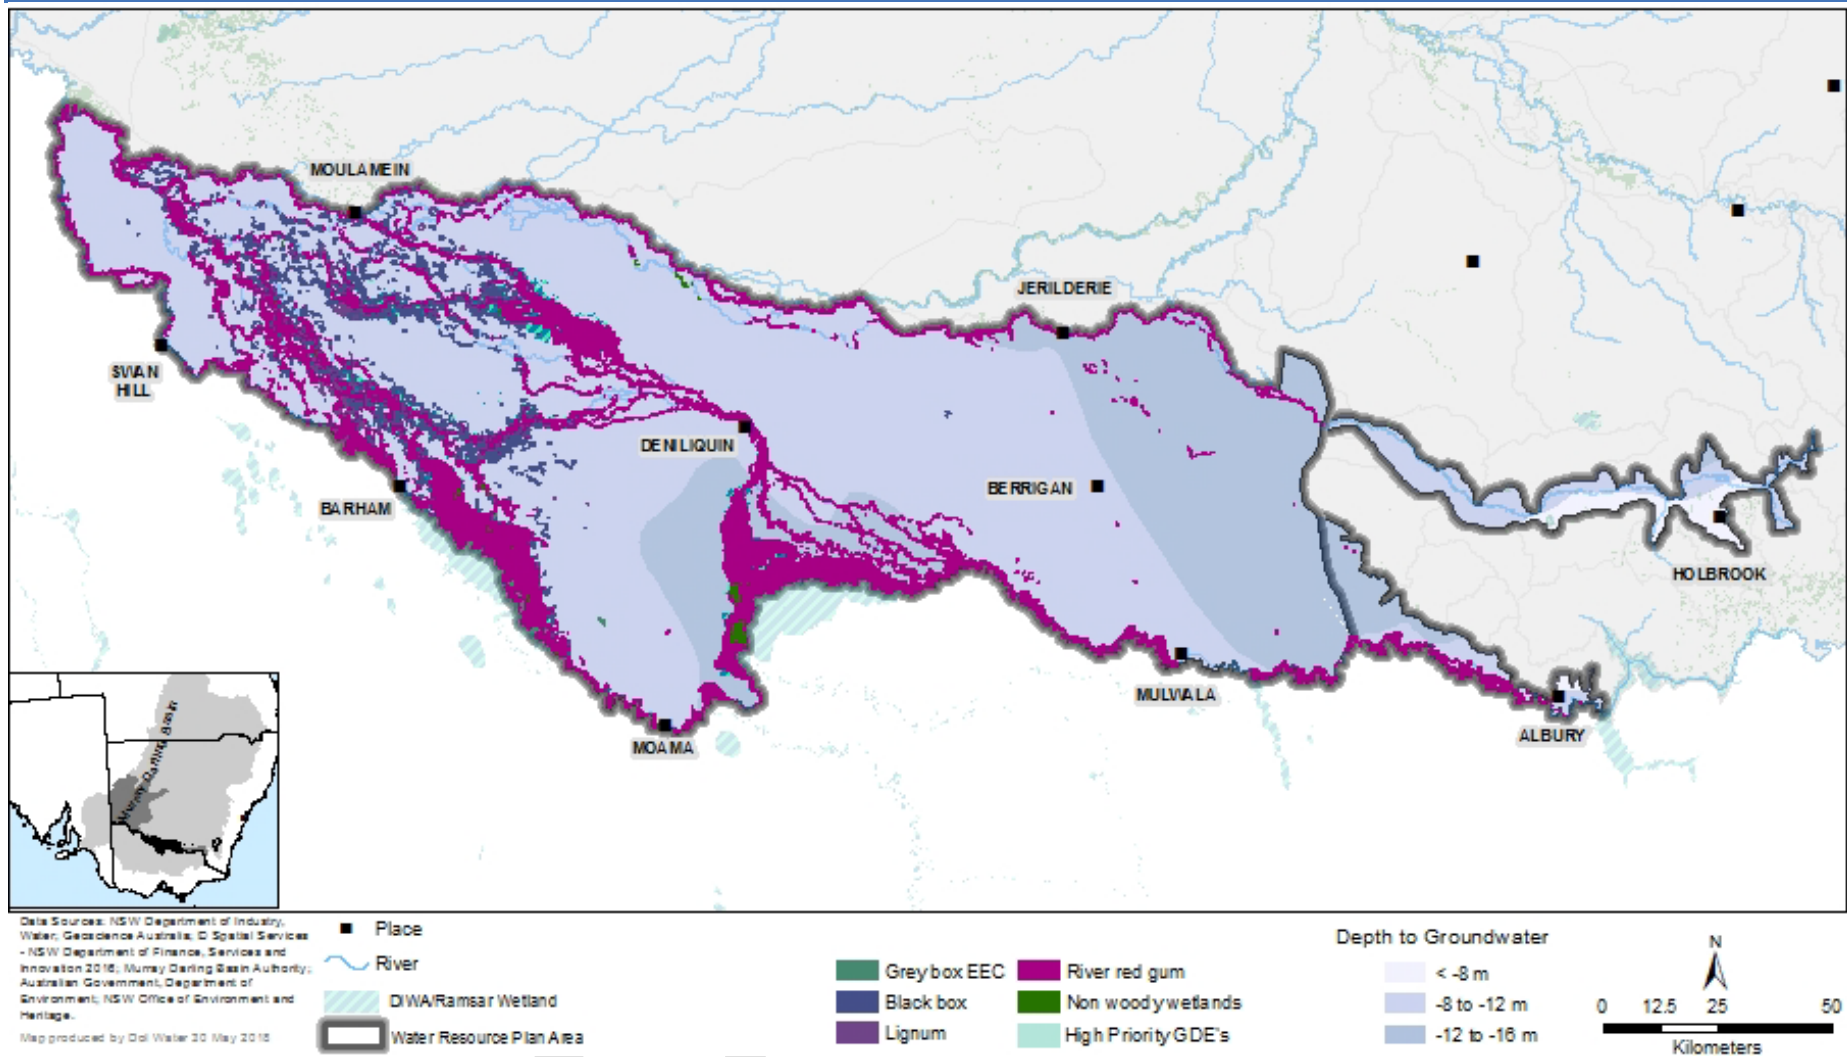 MOULAMEIN
JERILDERIE
SWAN
HILL
DENILIQUIN
BERRIGAN
BARHAM
HOLBROOK
MULWALA
ALBURY
MOAMA
Murray Darling Basin
Data Sources: NSW Department of Industry,
Water; Geoscience Australia; D Spatial Services
- NSW Department of Finance, Services and
Innovation 2016; Murray Darling Basin Authority;
Australian Government, Department of
Environment; NSW Office of Environment and
Heritage.
Map produced by DoI Water 30 May 2018
Place
River
DIWA/Ramsar Wetland
Water Resource Plan Area
Grey box EEC
Black box
Lignum
River red gum
Non woody wetlands
High Priority GDE's
Depth to Groundwater
< -8 m
-8 to -12 m
-12 to -16 m
N
0 12.5 25 50
Kilometers